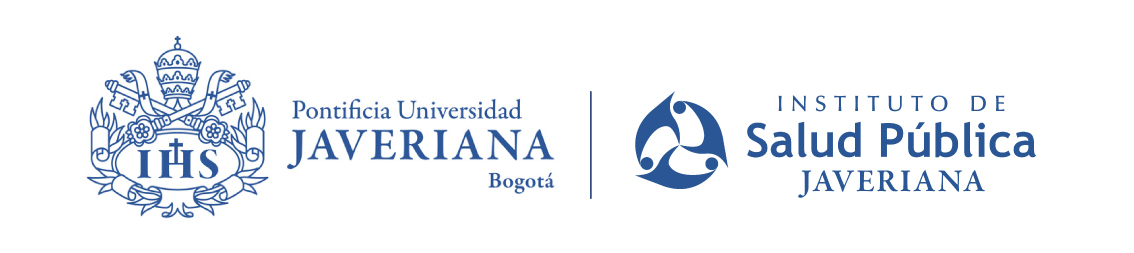 IHS
Pontificia Universidad
JAVERIANA
Bogotá
INSTITUTO DE
Salud Pública
JAVERIANA